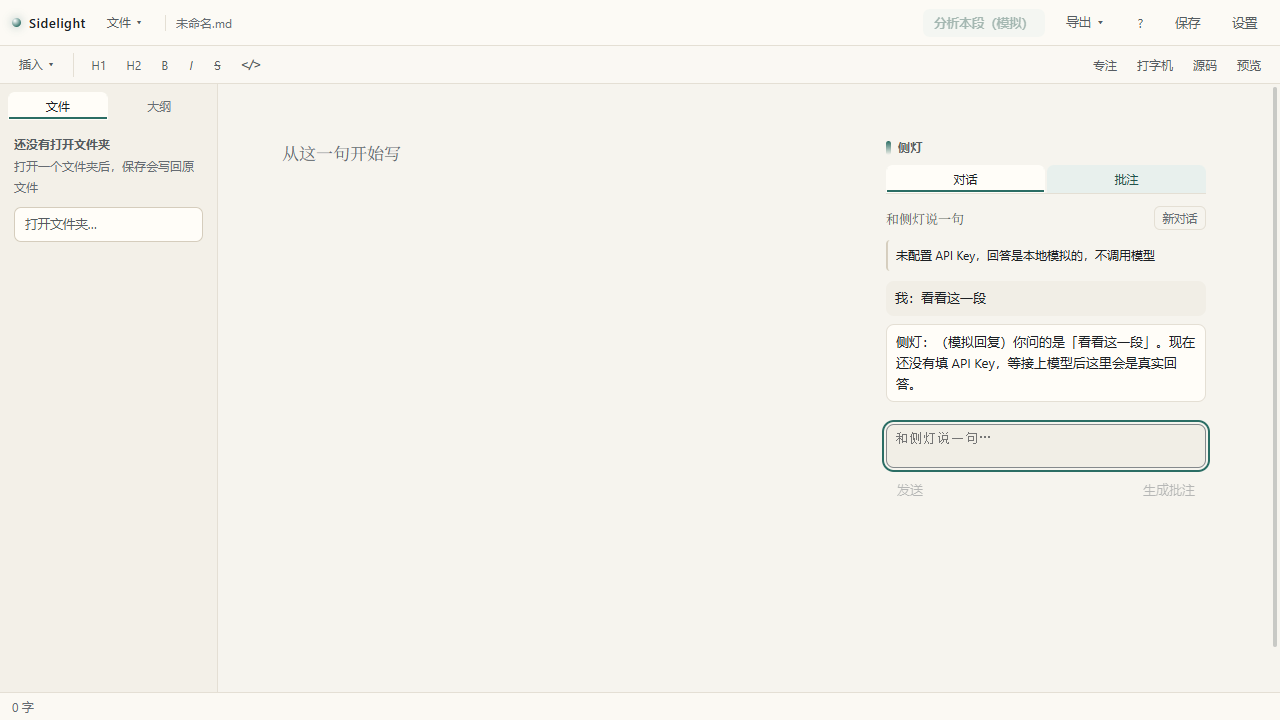 Sidelight 文件 ▾ 未命名.md 分析本段（模拟） 导出 ▾ ? 保存 设置
插入 ▾ H1 H2 B I S </> 专注 打字机 源码 预览
文件 大纲
还没有打开文件夹
打开一个文件夹后，保存会写回原
文件
打开文件夹…
从这一句开始写
侧灯
对话 批注
和侧灯说一句 新对话
未配置 API Key，回答是本地模拟的，不调用模型
我：看看这一段
侧灯：（模拟回复）你问的是「看看这一段」。现在
还没有填 API Key，等接上模型后这里会是真实回
答。
和侧灯说一句…
发送 生成批注
0 字